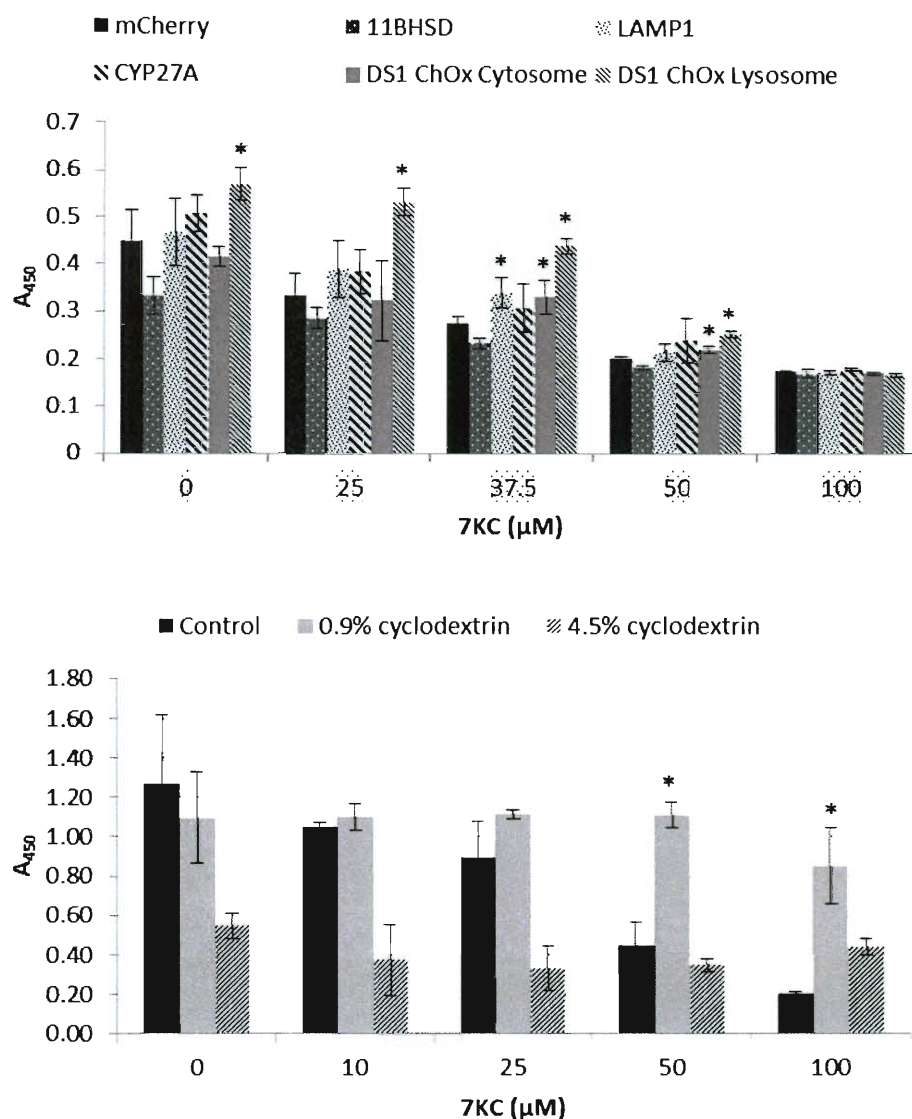 mCherry 11BHSD LAMP1
CYP27A DS1 ChOx Cytosome DS1 ChOx Lysosome
0.7
0.6
0.5
0.4
0.3
0.2
0.1
0
A450
* * * * * * *
0 25 37.5 50 100
7KC (µM)
Control 0.9% cyclodextrin 4.5% cyclodextrin
1.80
1.60
1.40
1.20
1.00
0.80
0.60
0.40
0.20
0.00
A450
* *
0 10 25 50 100
7KC (µM)